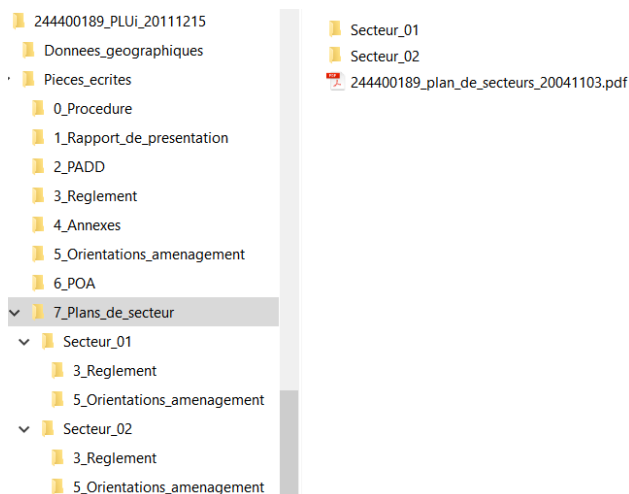 244400189_PLUi_20111215
Donnees_geographiques
Pieces_ecrites
0_Procedure
1_Rapport_de_presentation
2_PADD
3_Reglement
4_Annexes
5_Orientations_amenagement
6_POA
7_Plans_de_secteur
Secteur_01
3_Reglement
5_Orientations_amenagement
Secteur_02
3_Reglement
5_Orientations_amenagement
Secteur_01
Secteur_02
244400189_plan_de_secteurs_20041103.pdf